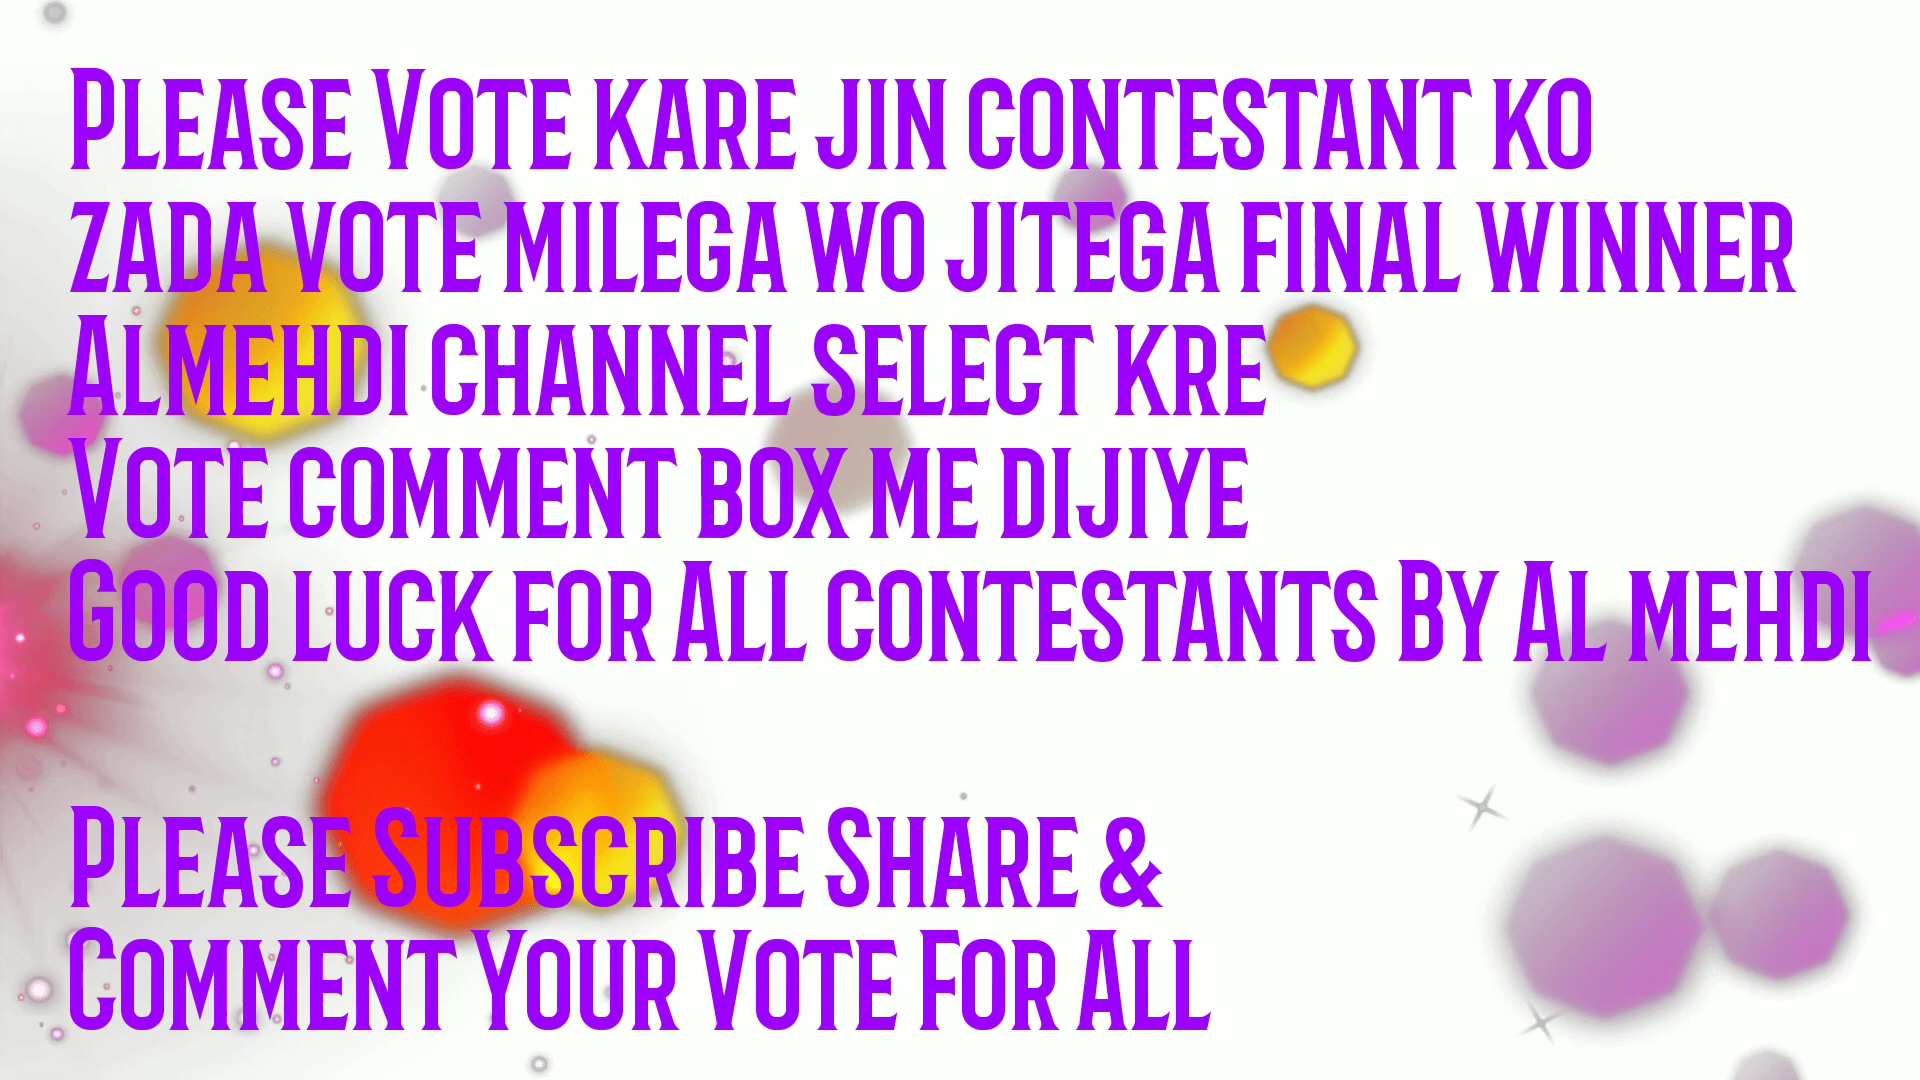 Please Vote kare jin contestant ko
zada vote milega wo jitega final winner
Almehdi channel select kre
Vote comment box me dijiye
Good luck for All contestants By Al mehdi
Please Subscribe Share &
Comment Your Vote For All